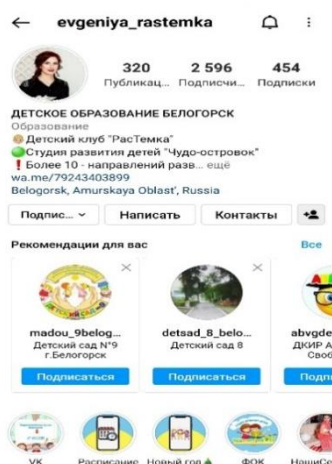 evgeniya_rastemka
320 2 596 454
Публикац... Подписчи... Подписки
ДЕТСКОЕ ОБРАЗОВАНИЕ БЕЛОГОРСК
Образование
Детский клуб "РасТемка"
Студия развития детей "Чудо-островок"
❗Более 10 - направлений разв... ещё
wa.me/79243403899
Belogorsk, Amurskaya Oblast', Russia
Подпис... Написать Контакты
Рекомендации для вас Все
madou_9belog... detsad_8_belo... abvgde
Детский сад N°9 Детский сад 8 ДКИР А
г.Белогорск Своб
Подписаться Подписаться Подп
VK Расписание Новый год🎄 ФОК НашиСе